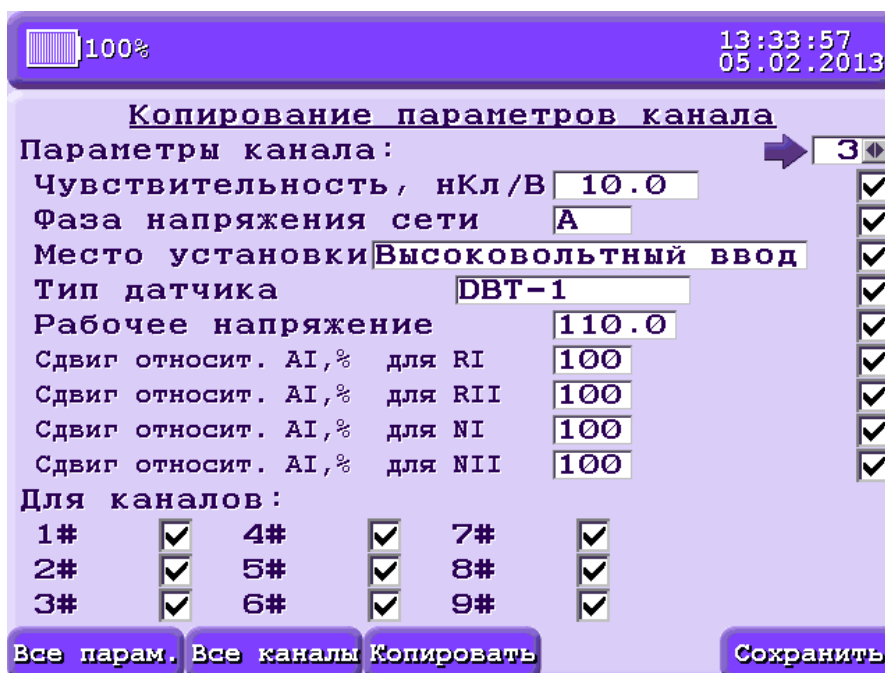 100%
13:33:57
05.02.2013
Копирование параметров канала
Параметры канала: 3
Чувствительность, нКл/В 10.0
Фаза напряжения сети A
Место установки Высоковольтный ввод
Тип датчика DBT-1
Рабочее напряжение 110.0
Сдвиг относит. AI,% для RI 100
Сдвиг относит. AI,% для RII 100
Сдвиг относит. AI,% для NI 100
Сдвиг относит. AI,% для NII 100
Для каналов:
1# 4# 7#
2# 5# 8#
3# 6# 9#
Все парам. Все каналы Копировать Сохранить